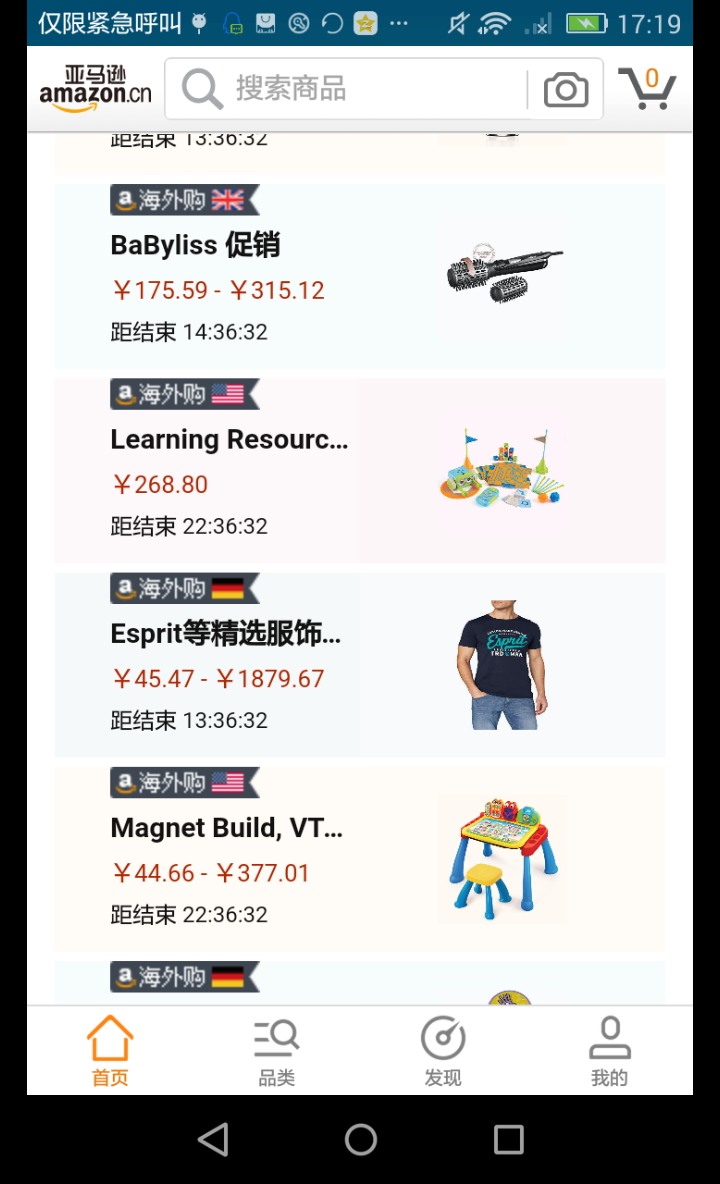 仅限紧急呼叫
17:19
亚马逊
amazon.cn
搜索商品
0
距结束 13:36:32
海外购
BaByliss 促销
￥175.59 - ￥315.12
距结束 14:36:32
海外购
Learning Resourc...
￥268.80
距结束 22:36:32
海外购
Esprit等精选服饰...
￥45.47 - ￥1879.67
距结束 13:36:32
Esprit
海外购
Magnet Build, VT...
￥44.66 - ￥377.01
距结束 22:36:32
海外购
首页
品类
发现
我的